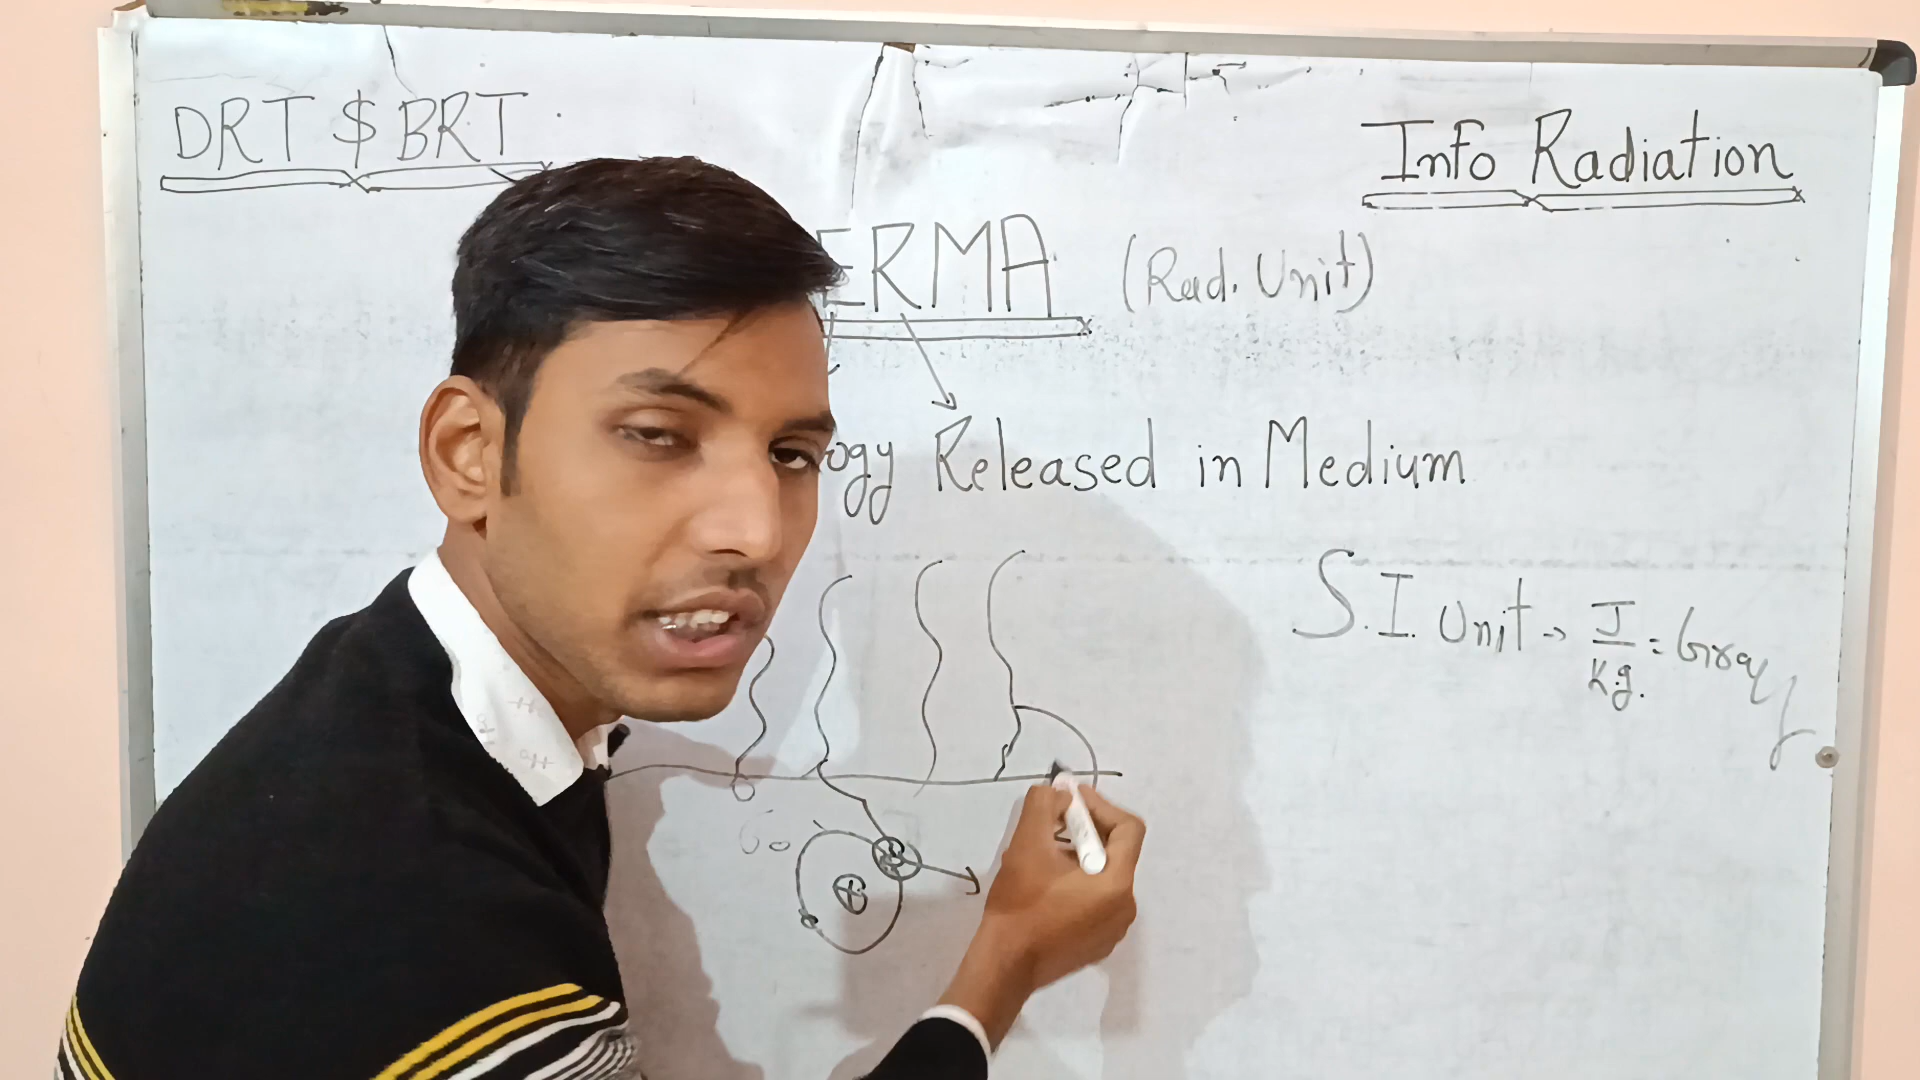 DRT $ BRT
Info Radiation
ERMA (Rad. Unit)
ogy Released in Medium
S.I. Unit → J/Kg. = Gray